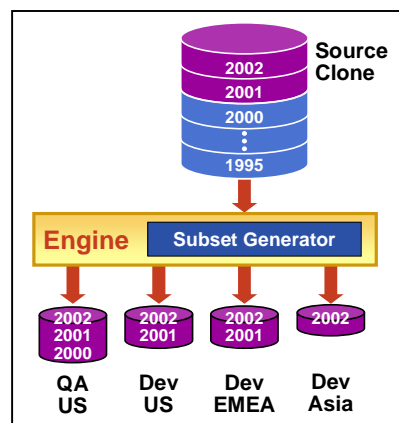 Source
Clone
2002
2001
2000
1995
Engine
Subset Generator
2002
2001
2000
QA
US
2002
2001
Dev
US
2002
2001
Dev
EMEA
2002
Dev
Asia